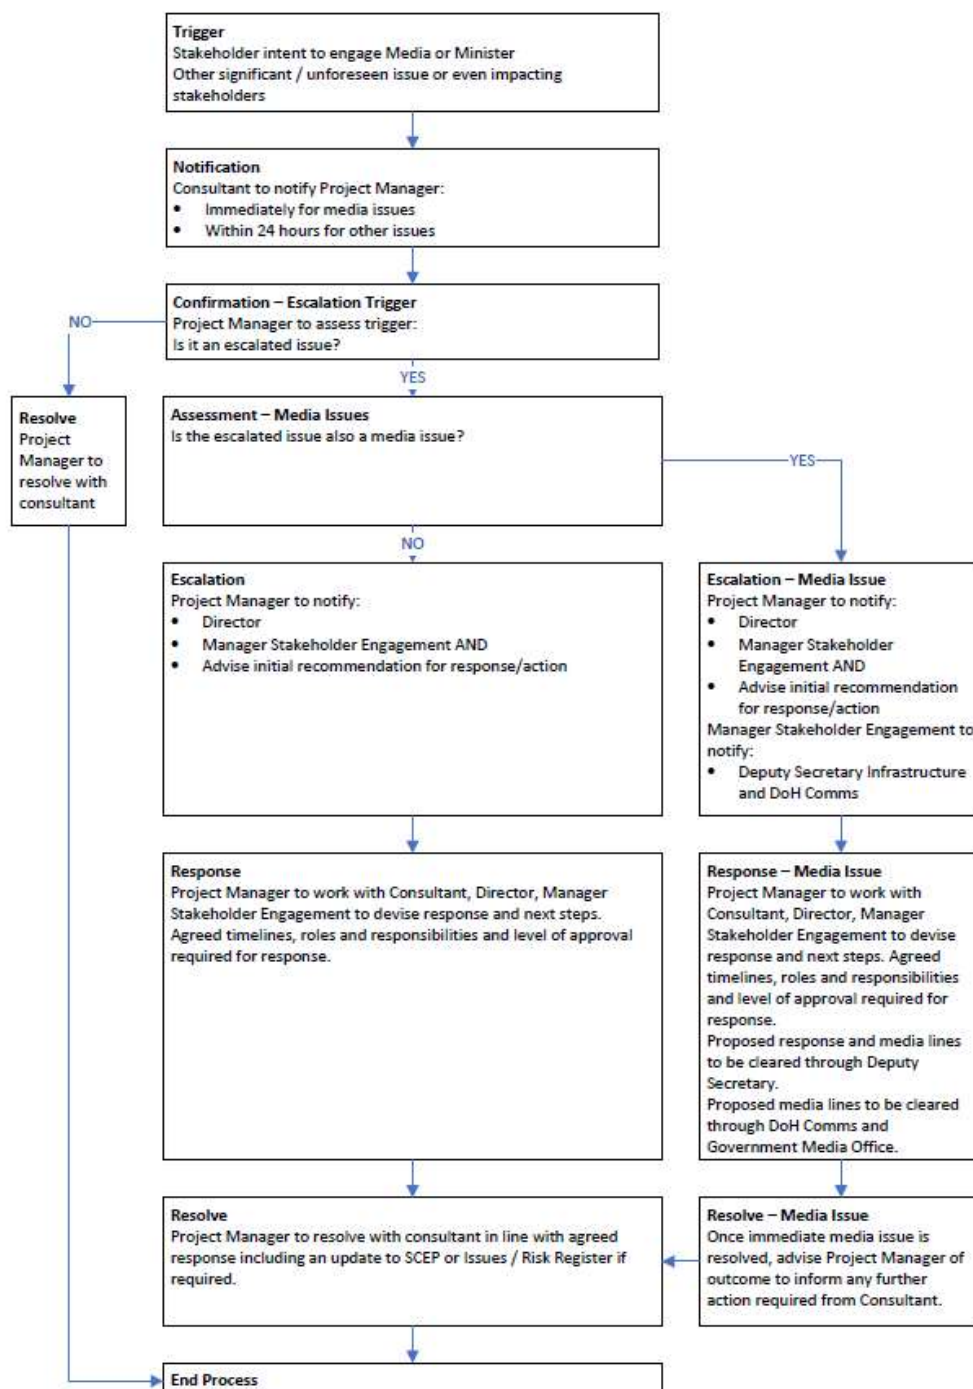 Trigger
Stakeholder intent to engage Media or Minister
Other significant / unforeseen issue or even impacting
stakeholders
Notification
Consultant to notify Project Manager:
• Immediately for media issues
• Within 24 hours for other issues
Confirmation – Escalation Trigger
Project Manager to assess trigger:
Is it an escalated issue?
NO
YES
Resolve
Project
Manager to
resolve with
consultant
Assessment – Media Issues
Is the escalated issue also a media issue?
YES
NO
Escalation
Project Manager to notify:
• Director
• Manager Stakeholder Engagement AND
• Advise initial recommendation for response/action
Escalation – Media Issue
Project Manager to notify:
• Director
• Manager Stakeholder
Engagement AND
• Advise initial recommendation
for response/action
Manager Stakeholder Engagement to
notify:
• Deputy Secretary Infrastructure
and DoH Comms
Response
Project Manager to work with Consultant, Director, Manager
Stakeholder Engagement to devise response and next steps.
Agreed timelines, roles and responsibilities and level of approval
required for response.
Response – Media Issue
Project Manager to work with
Consultant, Director, Manager
Stakeholder Engagement to devise
response and next steps. Agreed
timelines, roles and responsibilities
and level of approval required for
response.
Proposed response and media lines
to be cleared through Deputy
Secretary.
Proposed media lines to be cleared
through DoH Comms and
Government Media Office.
Resolve
Project Manager to resolve with consultant in line with agreed
response including an update to SCEP or Issues / Risk Register if
required.
Resolve – Media Issue
Once immediate media issue is
resolved, advise Project Manager of
outcome to inform any further
action required from Consultant.
End Process